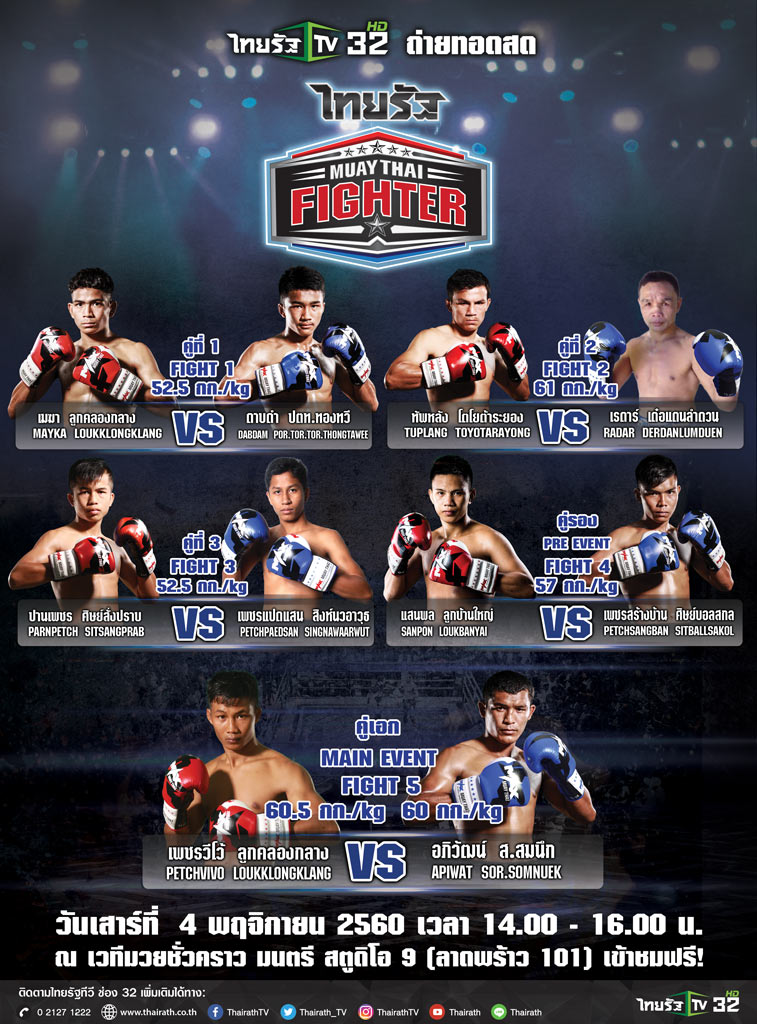 ไทยรัฐ TV HD 32 ถ่ายทอดสด
ไทยรัฐ
MUAY THAI
FIGHTER
คู่ที่ 1
FIGHT 1
52.5 กก./kg
เมฆา ลูกคลองกลาง
MAYKA LOUKKLONGKLANG
VS
ดาบดำ ปตท.ทองทวี
DABDAM POR.TOR.TOR.THONGTAWEE
คู่ที่ 2
FIGHT 2
61 กก./kg
ทัพหลัง โตโยต้าระยอง
TUPLANG TOYOTARAYONG
VS
เรดาร์ เด๋อแดนลำดวน
RADAR DERDANLUMDUEN
คู่ที่ 3
FIGHT 3
52.5 กก./kg
ปานเพชร ศิษย์สั่งปราบ
PARNPETCH SITSANGPRAB
VS
เพชรแปดแสน สิงห์นวอาวุธ
PETCHPAEDSAN SINGNAWAARWUT
คู่รอง
PRE EVENT
FIGHT 4
57 กก./kg
แสนพล ลูกบ้านใหญ่
SANPON LOUKBANYAI
VS
เพชรสร้างบ้าน ศิษย์บอลสกล
PETCHSANGBAN SITBALLSAKOL
คู่เอก
MAIN EVENT
FIGHT 5
60.5 กก./kg 60 กก./kg
เพชรวีโว้ ลูกคลองกลาง
PETCHVIVO LOUKKLONGKLANG
VS
อภิวัฒน์ ส.สมนึก
APIWAT SOR.SOMNUEK
วันเสาร์ที่ 4 พฤจิกายน 2560 เวลา 14.00 - 16.00 น.
ณ เวทีมวยชั่วคราว มนตรี สตูดิโอ 9 (ลาดพร้าว 101) เข้าชมฟรี!
ติดตามไทยรัฐทีวี ช่อง 32 เพิ่มเติมได้ทาง:
0 2127 1222 www.thairath.co.th ThairathTV Thairath_TV ThairathTV Thairath Thairath
ไทยรัฐ TV HD 32